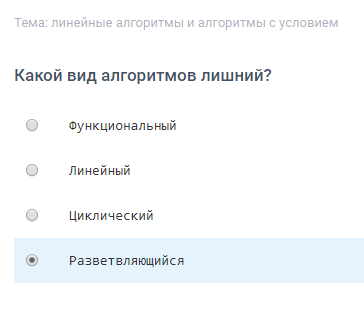 Тема: линейные алгоритмы и алгоритмы с условием
Какой вид алгоритмов лишний?
Функциональный
Линейный
Циклический
Разветвляющийся